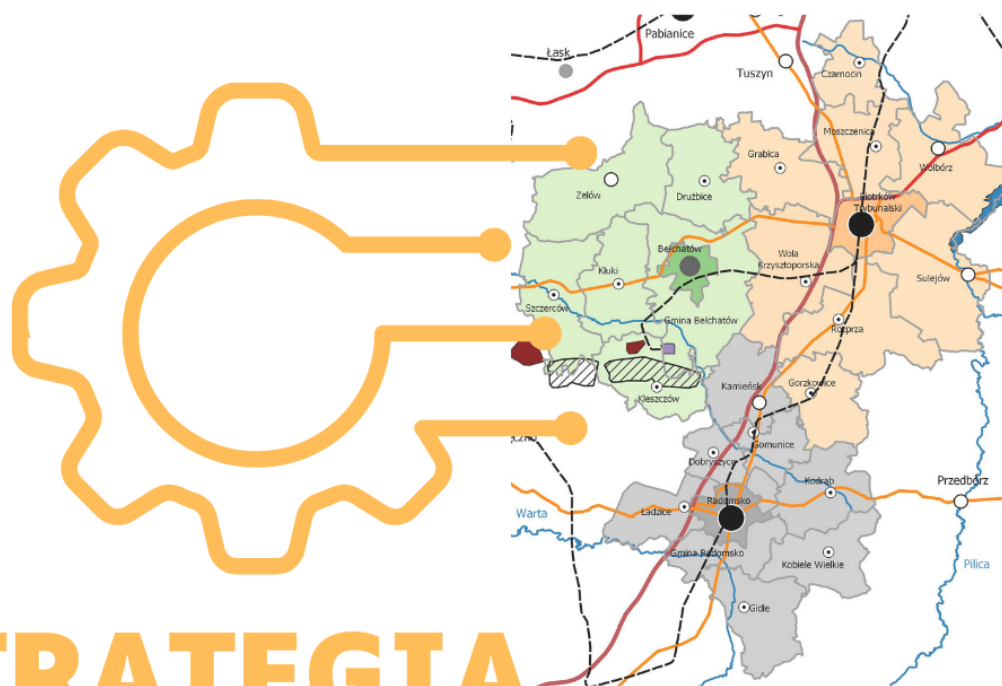 Pabianice
Łask
Tuszyn
Czarnocin
Moszczenica
Wolbórz
Grabica
Zelów
Drużbice
Piotrków
Trybunalski
Bełchatów
Wola
Krzysztoporska
Kluki
Sulejów
Szczerców
Gmina Bełchatów
Rozprza
Kleszczów
Kamieńsk
Gorzkowice
Gomunice
Dobryszyce
Kodrąb
Przedbórz
Radomsko
Ładzice
Warta
Gmina Radomsko
Kobiele Wielkie
Pilica
Gidle
TRATEGIA